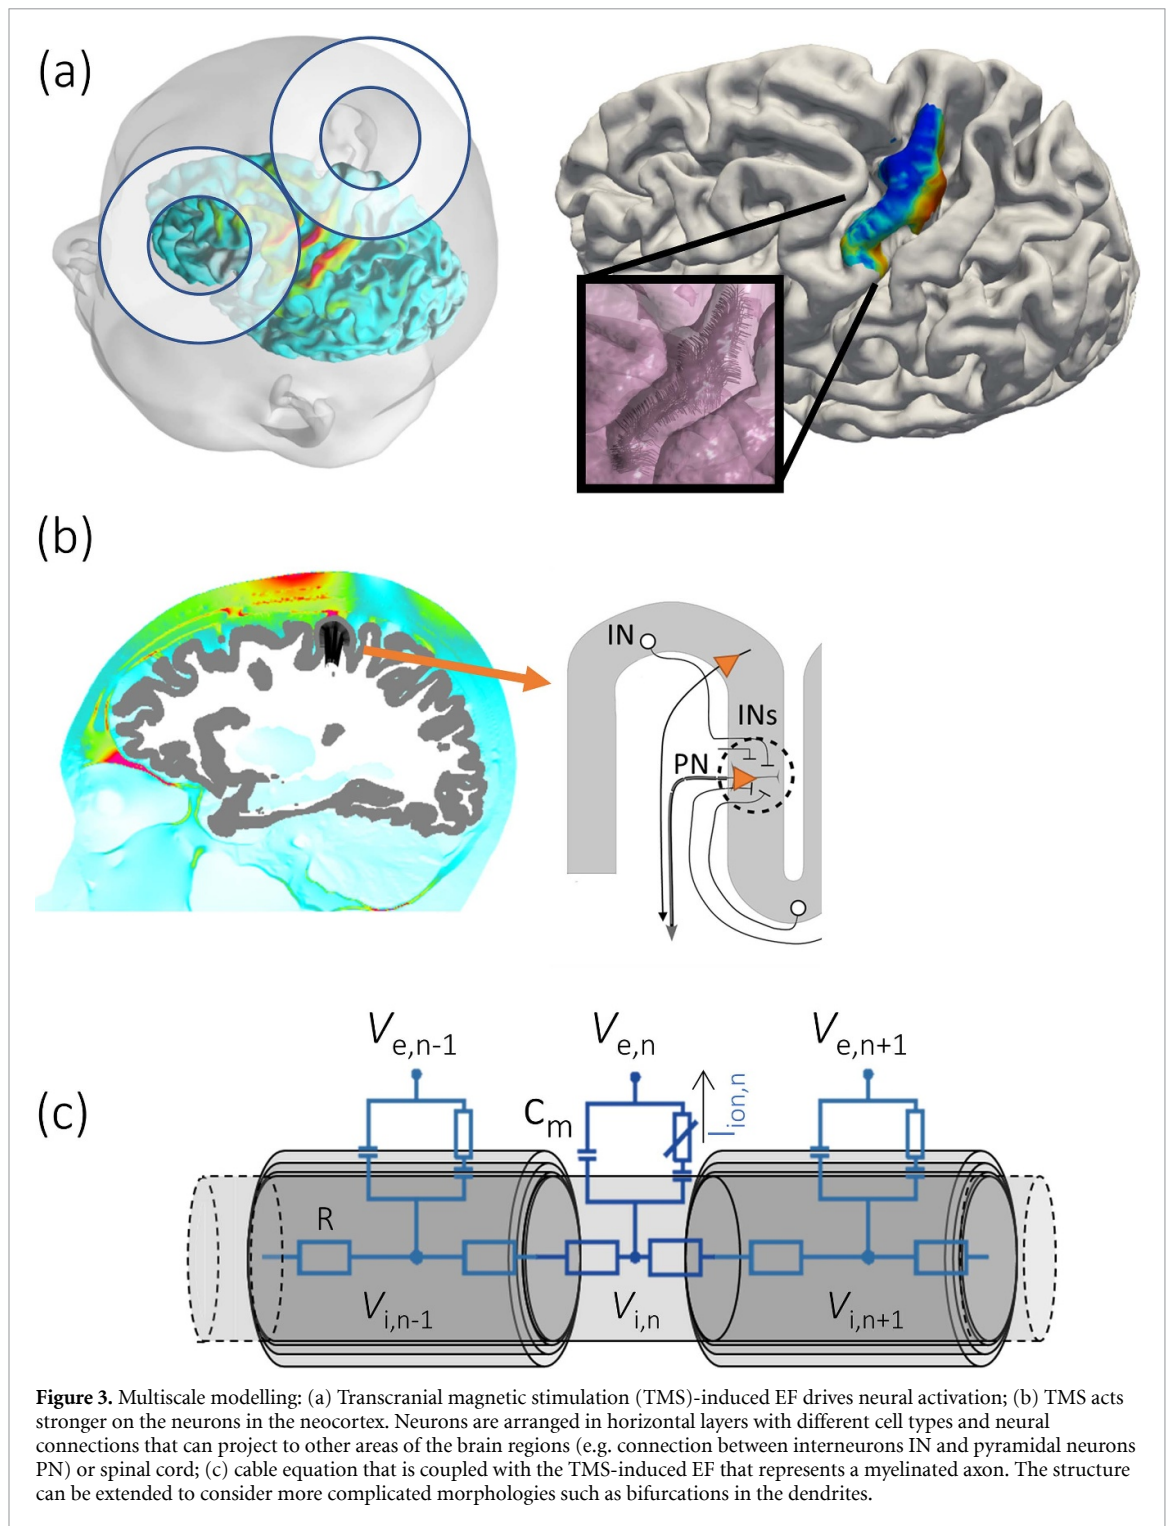 (a)
(b)
IN
INs
PN
V e,n-1
V e,n
V e,n+1
(c)
C m
I ion,n
R
V i,n-1
V i,n
V i,n+1
Figure 3. Multiscale modelling: (a) Transcranial magnetic stimulation (TMS)-induced EF drives neural activation; (b) TMS acts
stronger on the neurons in the neocortex. Neurons are arranged in horizontal layers with different cell types and neural
connections that can project to other areas of the brain regions (e.g. connection between interneurons IN and pyramidal neurons
PN) or spinal cord; (c) cable equation that is coupled with the TMS-induced EF that represents a myelinated axon. The structure
can be extended to consider more complicated morphologies such as bifurcations in the dendrites.